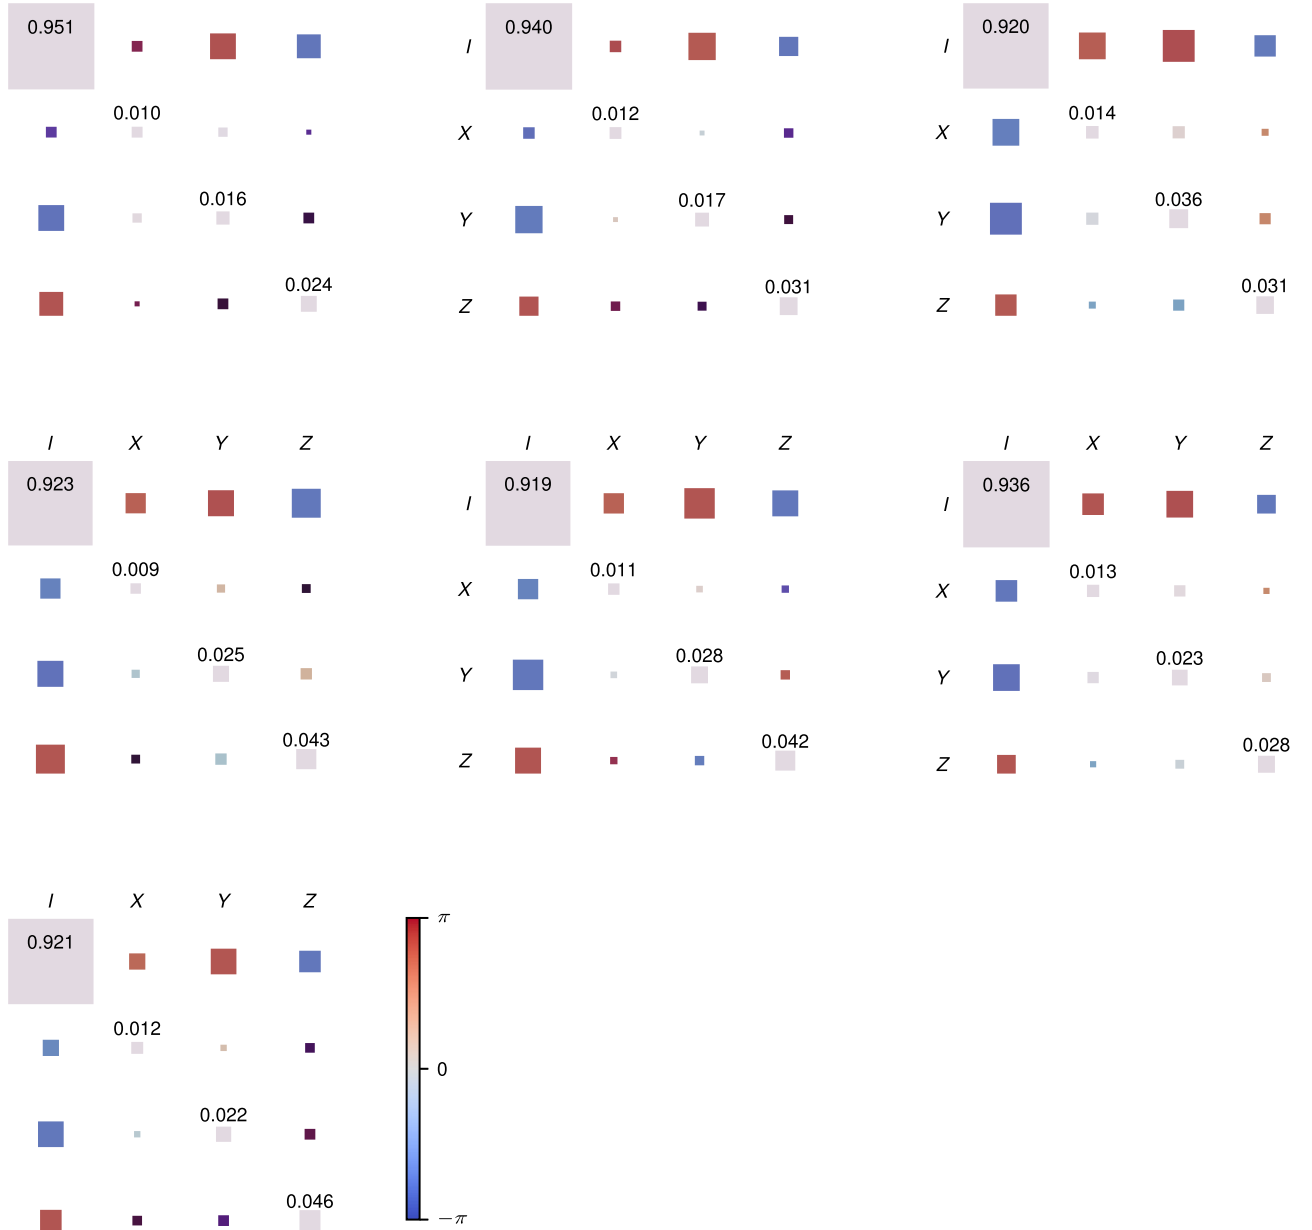 0.951 0.940 0.920
I I
0.010 0.012 0.014
X X
0.016 0.017 0.036
Y Y
0.024 0.031 0.031
Z Z
I X Y Z I X Y Z I X Y Z
0.923 0.919 0.936
I I
0.009 0.011 0.013
X X
0.025 0.028 0.023
Y Y
0.043 0.042 0.028
Z Z
I X Y Z
π
0.921
0.012
0
0.022
0.046
−π